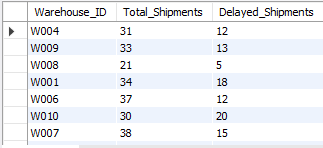 Warehouse_ID Total_Shipments Delayed_Shipments
W004 31 12
W009 33 13
W008 21 5
W001 34 18
W006 37 12
W010 30 20
W007 38 15